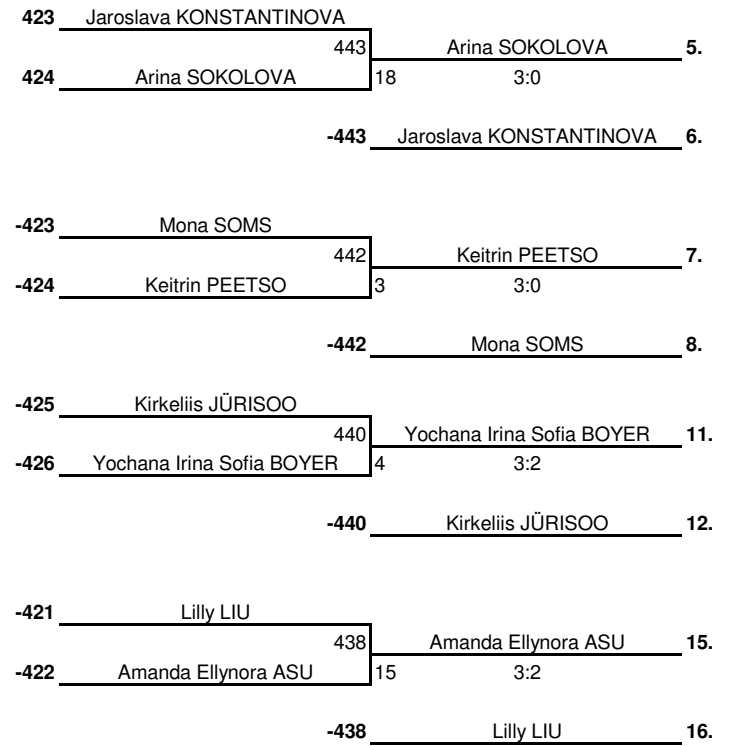 423 Jaroslava KONSTANTINOVA
443 Arina SOKOLOVA 5.
424 Arina SOKOLOVA 18 3:0
-443 Jaroslava KONSTANTINOVA 6.
-423 Mona SOMS
442 Keitrin PEETSO 7.
-424 Keitrin PEETSO 3 3:0
-442 Mona SOMS 8.
-425 Kirkeliis JÜRISOO
440 Yochana Irina Sofia BOYER 11.
-426 Yochana Irina Sofia BOYER 4 3:2
-440 Kirkeliis JÜRISOO 12.
-421 Lilly LIU
438 Amanda Ellynora ASU 15.
-422 Amanda Ellynora ASU 15 3:2
-438 Lilly LIU 16.